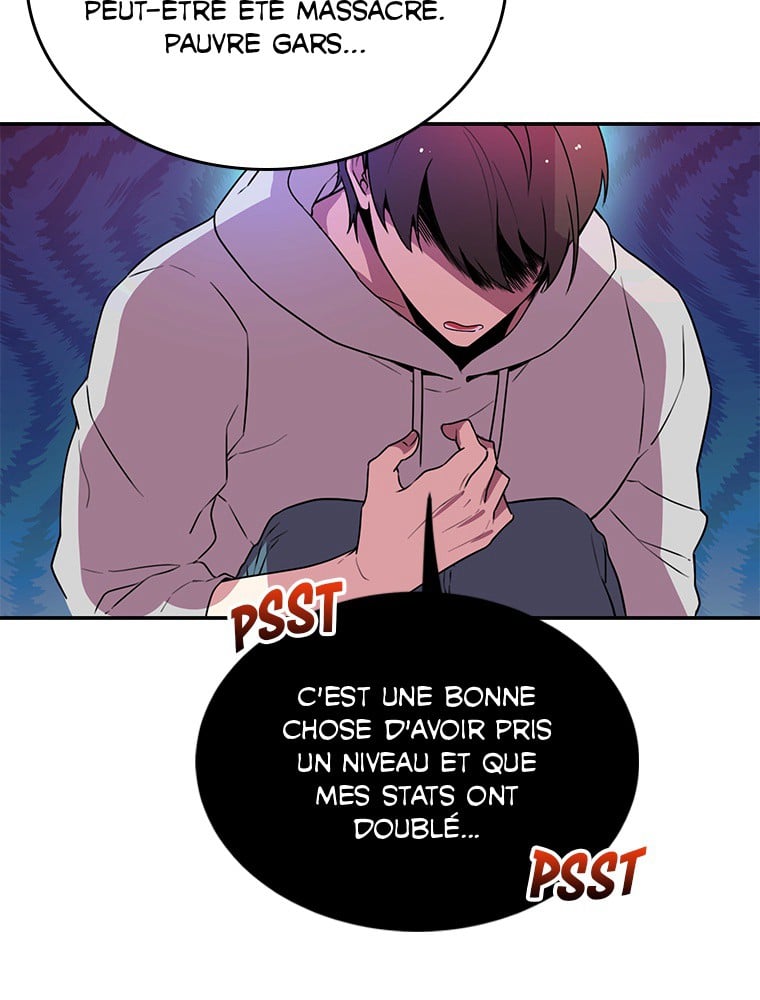 PEUT-ÊTRE ÉTÉ MASSACRÉ.
PAUVRE GARS...
PSST
C'EST UNE BONNE
CHOSE D'AVOIR PRIS
UN NIVEAU ET QUE
MES STATS ONT
DOUBLÉ...
PSST